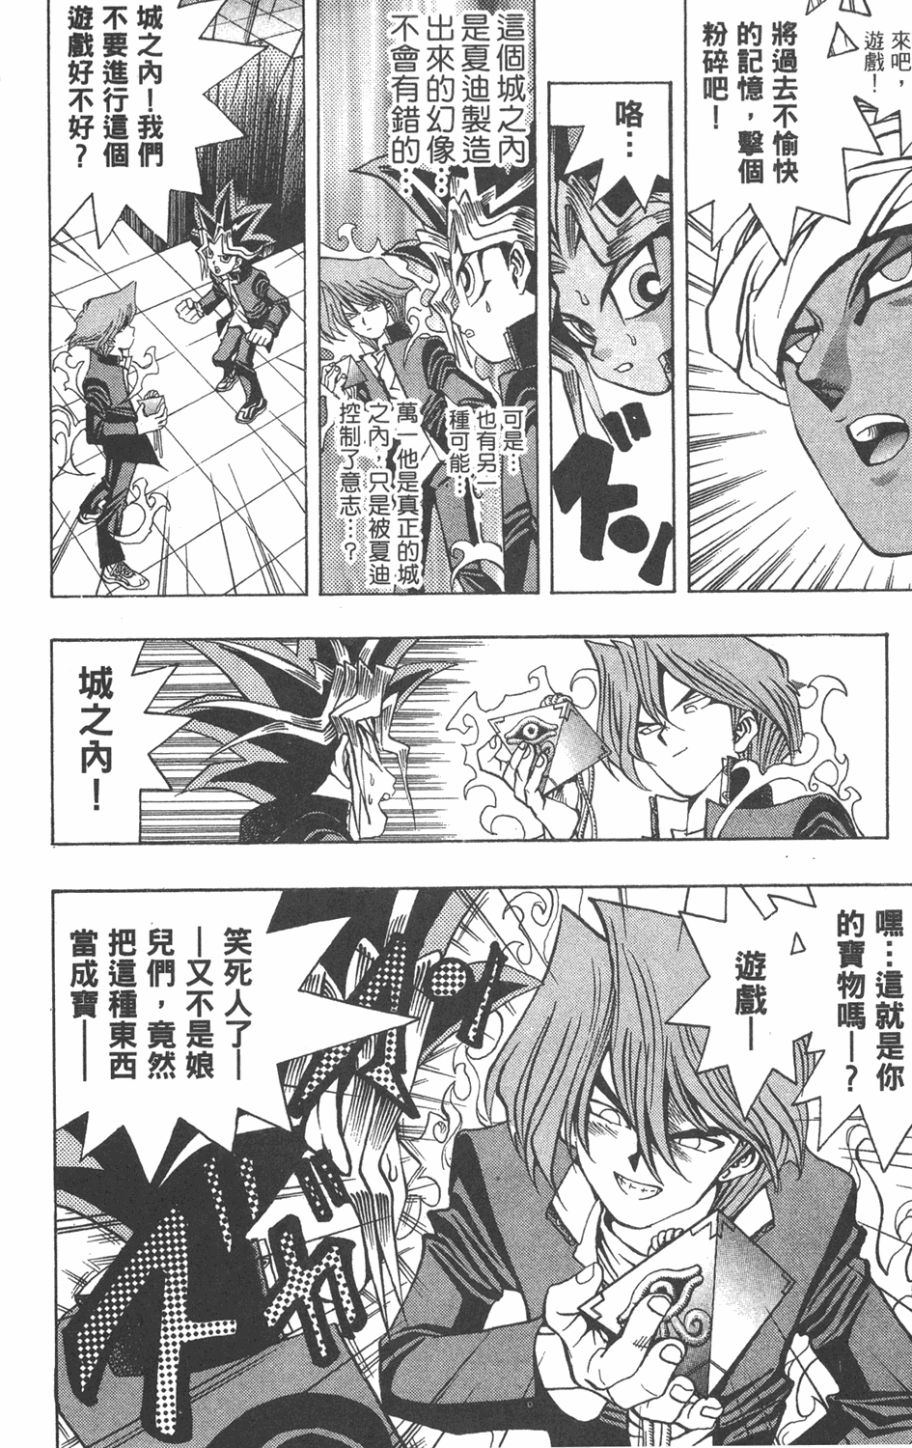 來吧，
遊戲！
將過去不愉快
的記憶，擊個
粉碎吧！
咯…
ズン
這個城之內
是夏迪製造
出來的幻像…
不會有錯的…
可是…
也有另一
種可能…
萬一他是真正的城
之內，只是被夏迪
控制了意志…？
城之內！我們
不要進行這個
遊戲好不好？
城之內！
嘿…這就是你
的寶物嗎—？
遊戲—
笑死人了—
—又不是娘
兒們，竟然
把這種東西
當成寶——